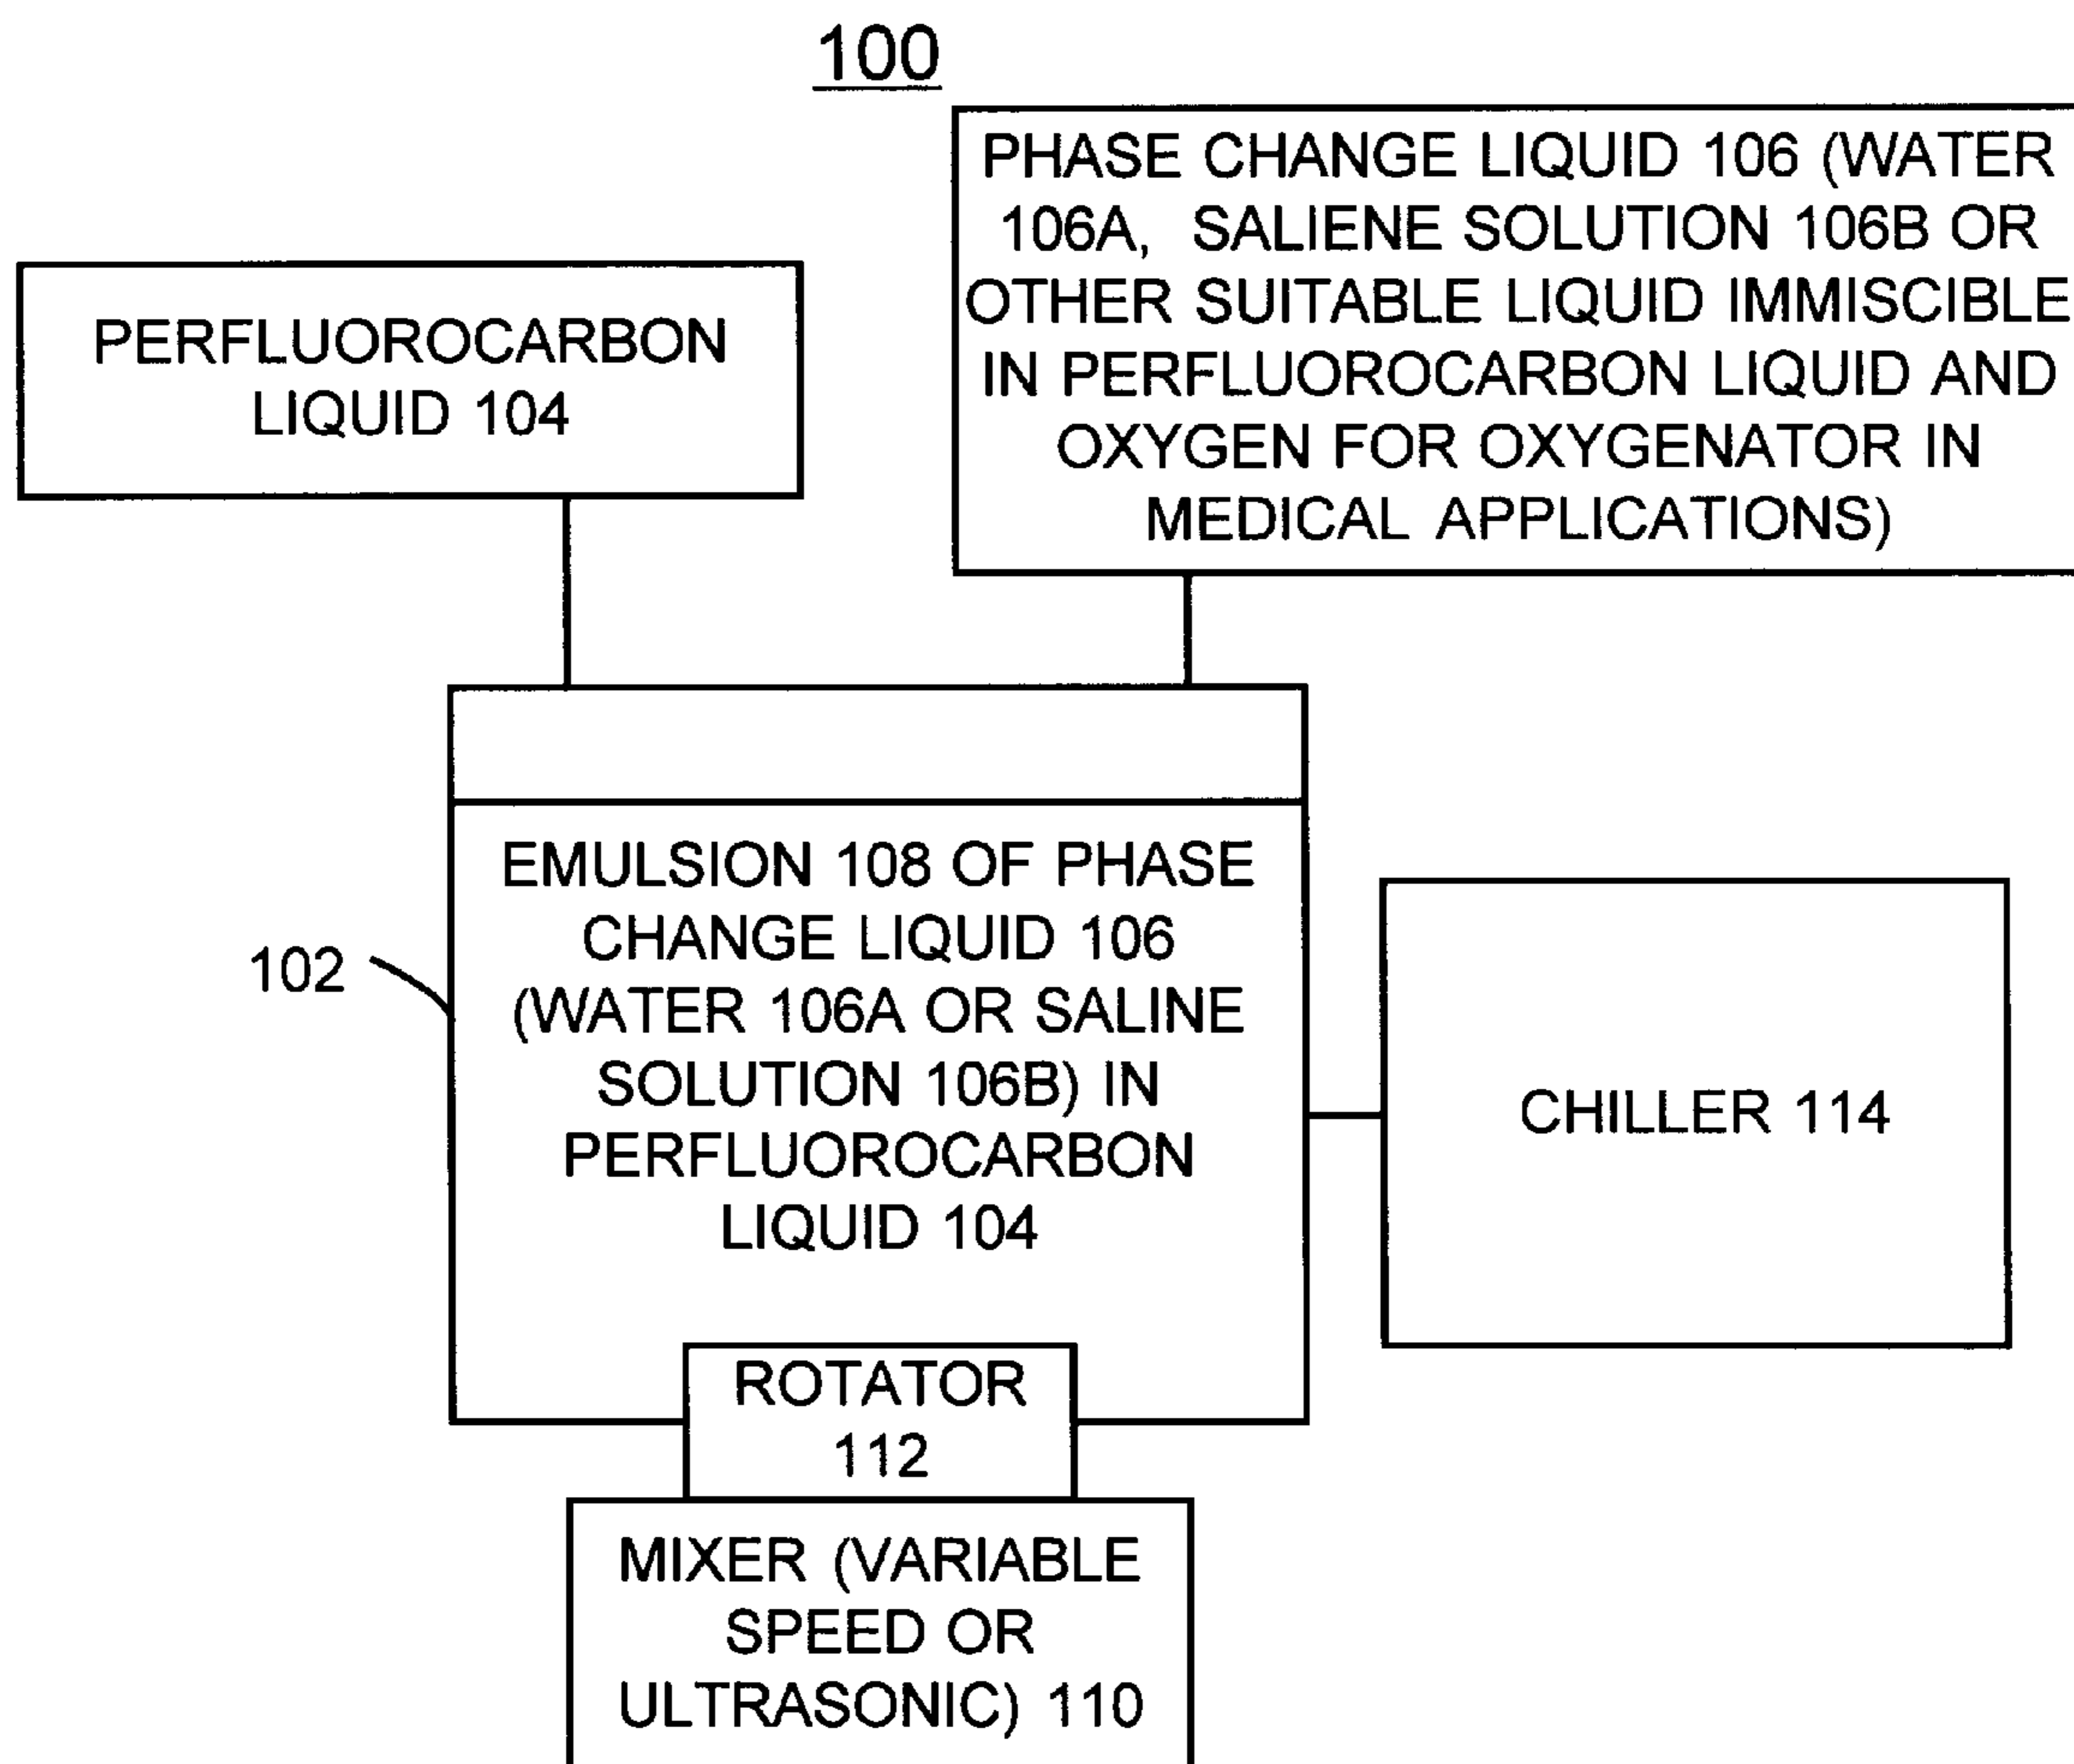 100
PHASE CHANGE LIQUID 106 (WATER
106A, SALIENE SOLUTION 106B OR
OTHER SUITABLE LIQUID IMMISCIBLE
IN PERFLUOROCARBON LIQUID AND
OXYGEN FOR OXYGENATOR IN
MEDICAL APPLICATIONS)
PERFLUOROCARBON
LIQUID 104
EMULSION 108 OF PHASE
CHANGE LIQUID 106
(WATER 106A OR SALINE
SOLUTION 106B) IN
PERFLUOROCARBON
LIQUID 104
102
CHILLER 114
ROTATOR
112
MIXER (VARIABLE
SPEED OR
ULTRASONIC) 110